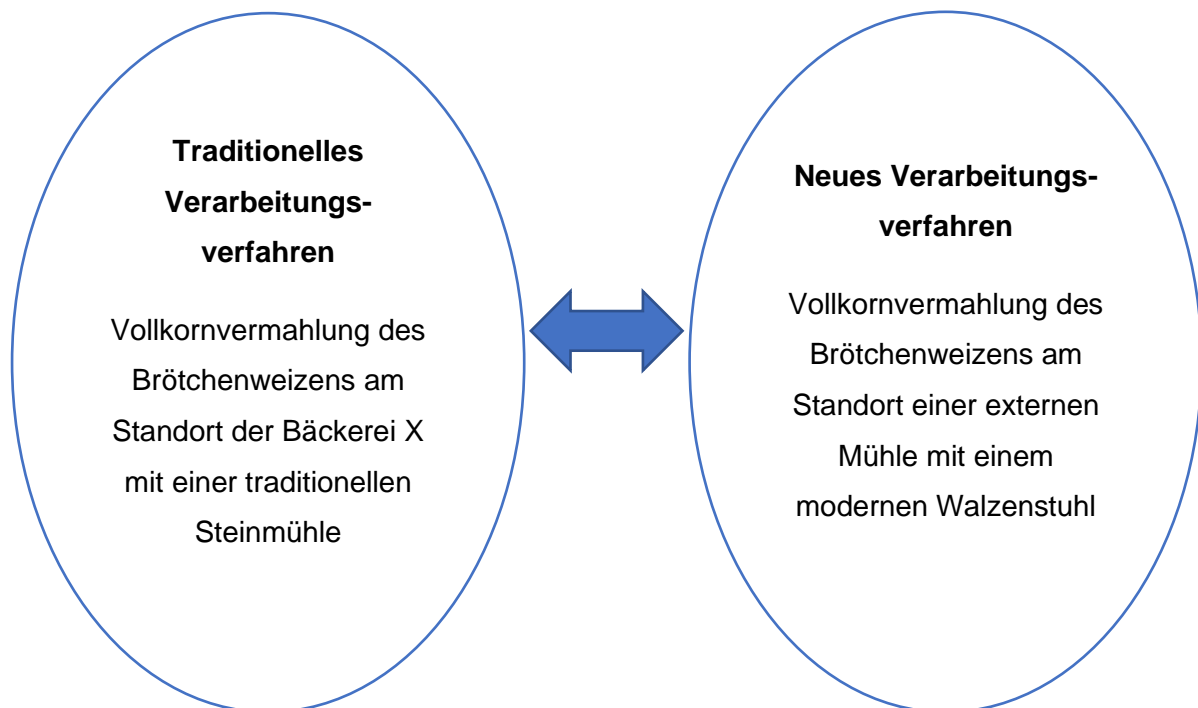 Traditionelles
Verarbeitungs-
verfahren
Vollkornvermahlung des
Brötchenweizens am
Standort der Bäckerei X
mit einer traditionellen
Steinmühle
Neues Verarbeitungs-
verfahren
Vollkornvermahlung des
Brötchenweizens am
Standort einer externen
Mühle mit einem
modernen Walzenstuhl